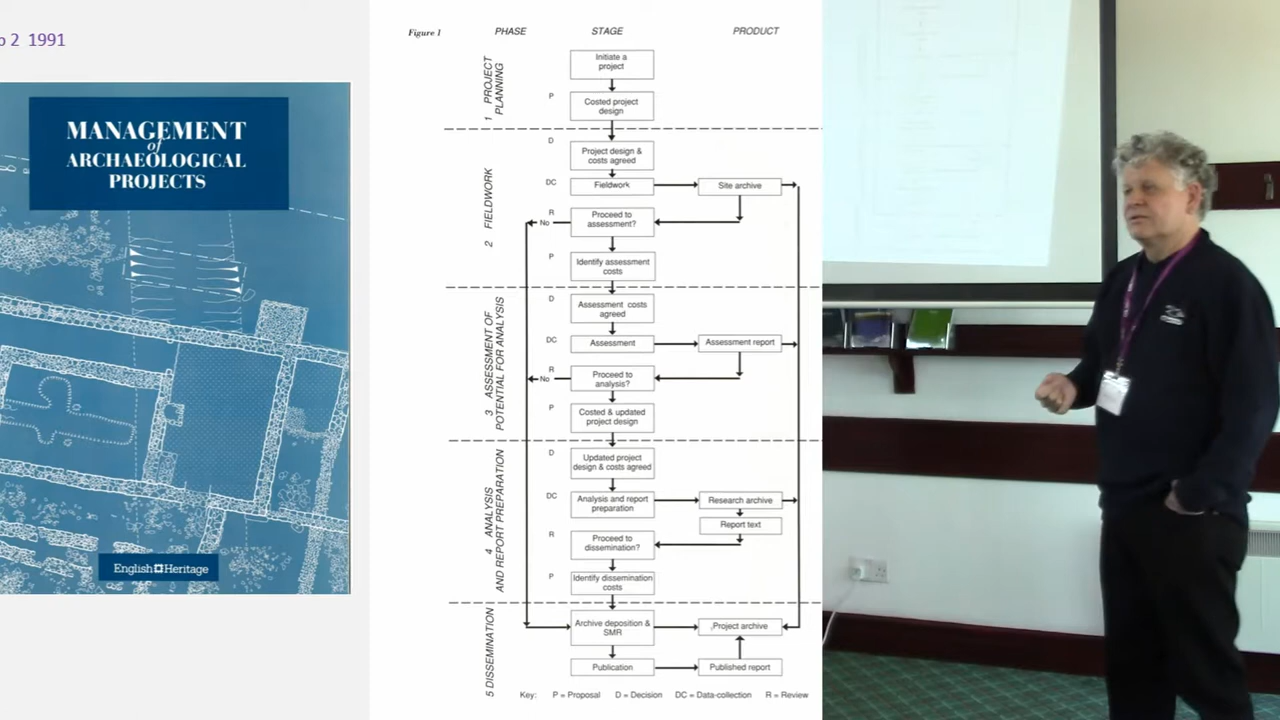 o 2 1991
MANAGEMENT
of
ARCHAEOLOGICAL
PROJECTS
English Heritage
Figure 1 PHASE STAGE PRODUCT
1 PROJECT
PLANNING
Initiate a
project
P
Costed project
design
2 FIELDWORK
D
Project design &
costs agreed
DC
Fieldwork
Site archive
R
No
Proceed to
assessment?
P
Identify assessment
costs
3 ASSESSMENT OF
POTENTIAL FOR ANALYSIS
D
Assessment costs
agreed
DC
Assessment
Assessment report
R
No
Proceed to
analysis?
P
Costed & updated
project design
4 ANALYSIS
AND REPORT PREPARATION
D
Updated project
design & costs agreed
DC
Analysis and report
preparation
Research archive
Report text
R
Proceed to
dissemination?
P
Identify dissemination
costs
5 DISSEMINATION
Archive deposition &
SMR
Project archive
Publication
Published report
Key: P = Proposal D = Decision DC = Data-collection R = Review